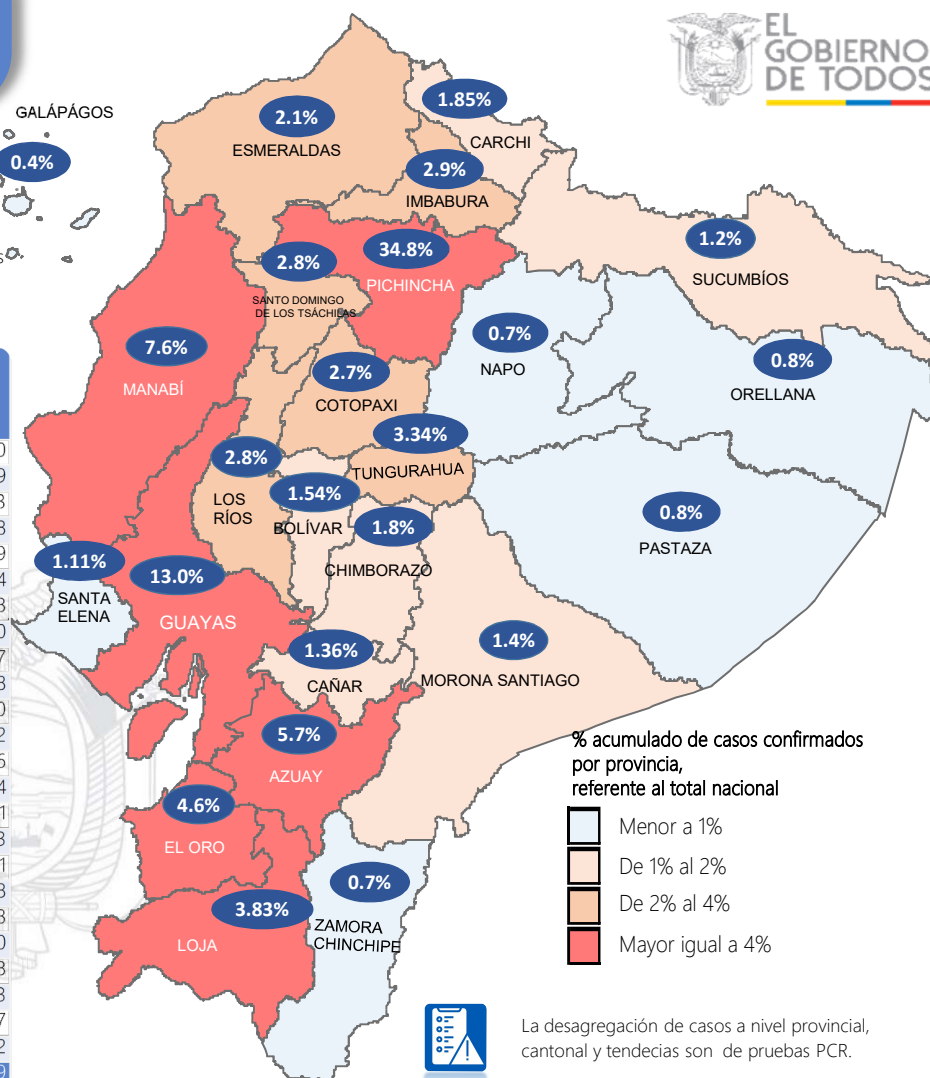 EL
GOBIERNO
DE TODOS
GALÁPÁGOS
0.4%
2.1%
ESMERALDAS
1.85%
CARCHI
2.9%
IMBABURA
1.2%
SUCUMBÍOS
34.8%
PICHINCHA
2.8%
SANTO DOMINGO
DE LOS TSÁCHILAS
7.6%
MANABÍ
0.7%
NAPO
0.8%
ORELLANA
2.7%
COTOPAXI
3.34%
TUNGURAHUA
2.8%
LOS
RÍOS
1.54%
BOLÍVAR
1.8%
CHIMBORAZO
0.8%
PASTAZA
1.11%
SANTA
ELENA
13.0%
GUAYAS
1.36%
CAÑAR
1.4%
MORONA SANTIAGO
5.7%
AZUAY
4.6%
EL ORO
3.83%
LOJA
0.7%
ZAMORA
CHINCHIPE
% acumulado de casos confirmados
por provincia,
referente al total nacional
Menor a 1%
De 1% al 2%
De 2% al 4%
Mayor igual a 4%
La desagregación de casos a nivel provincial,
cantonal y tendecias son de pruebas PCR.